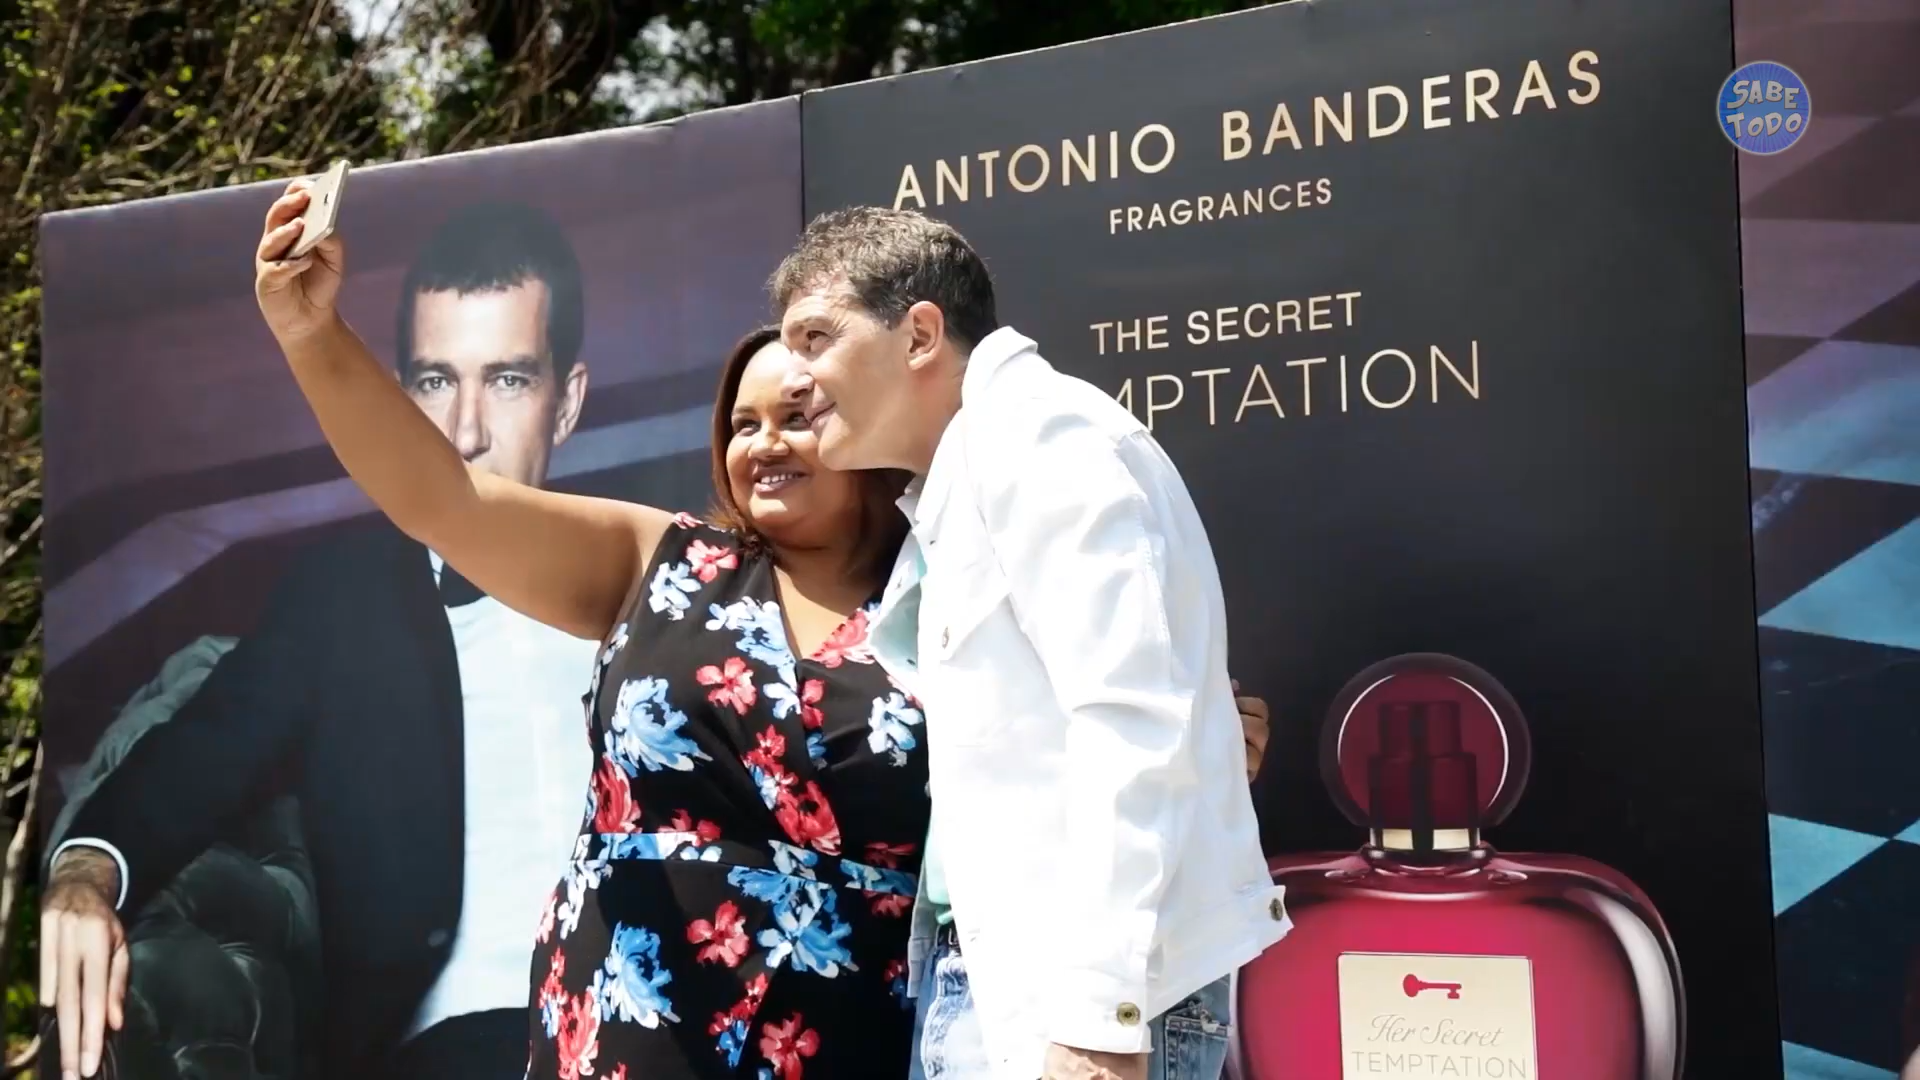 ANTONIO BANDERAS
FRAGRANCES
THE SECRET
MPTATION
SABE
TODO
Her Secret
TEMPTATION